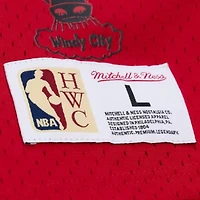 Windy City
HWC
NBA
Mitchell & Ness
L
MITCHELL & NESS NOSTALGIA CO.
AUTHENTIC LICENSED APPAREL
DESIGNED IN PHILADELPHIA, PA
ESTABLISHED 1904
AUTHENTIC. PREMIUM. LEGENDARY.